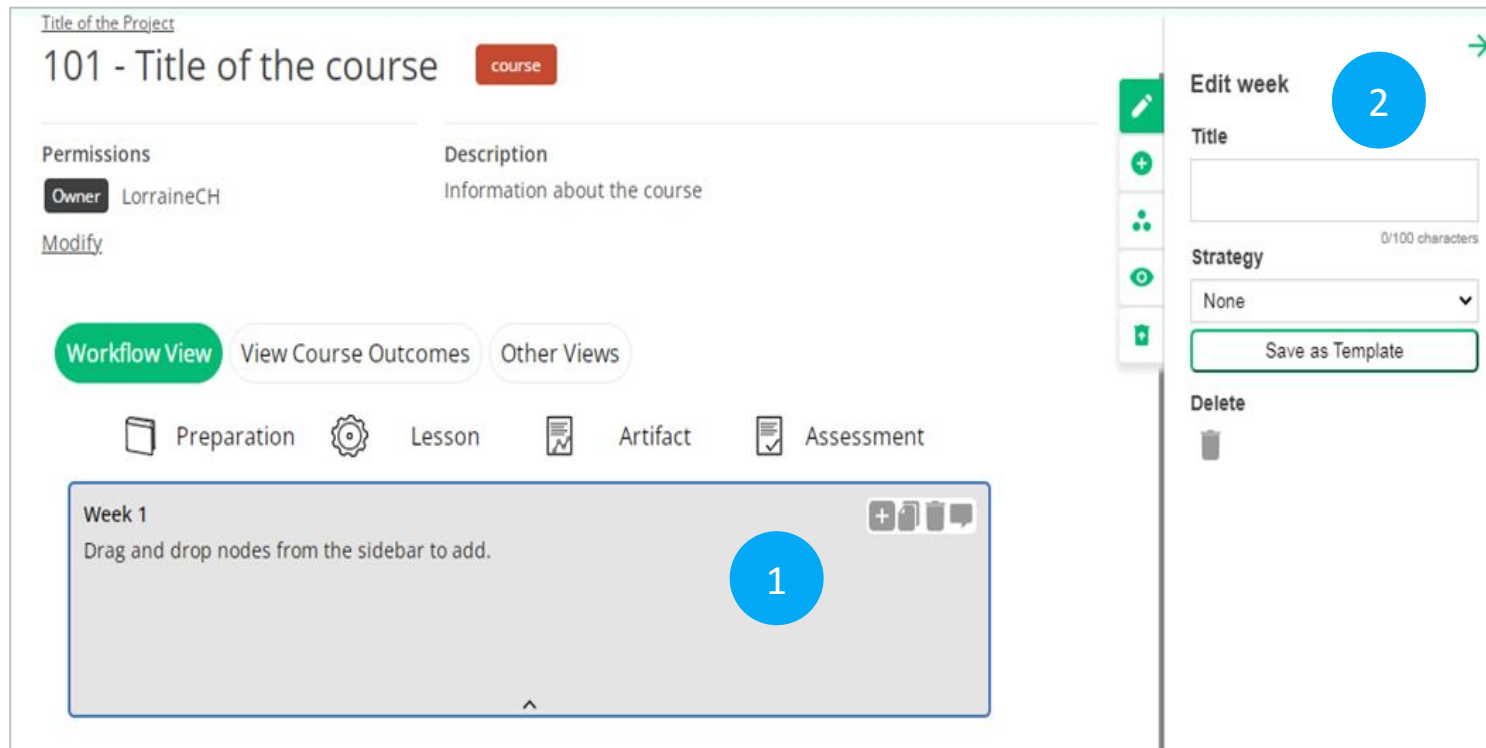 Title of the Project
101 - Title of the course course
Permissions Description
Owner LorraineCH Information about the course
Modify
Workflow View View Course Outcomes Other Views
Preparation Lesson Artifact Assessment
Week 1
Drag and drop nodes from the sidebar to add.
1
Edit week
2
Title
0/100 characters
Strategy
None
Save as Template
Delete